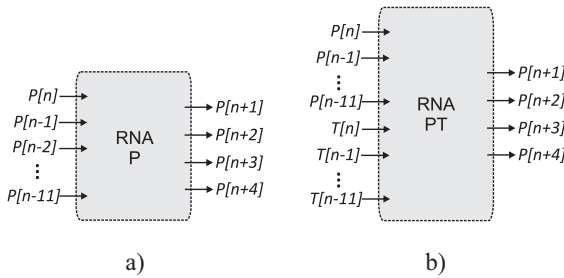 P[n]
P[n-1]
P[n-2]
⋮
P[n-11]
RNA
P
P[n+1]
P[n+2]
P[n+3]
P[n+4]
a)
P[n]
P[n-1]
⋮
P[n-11]
T[n]
T[n-1]
⋮
T[n-11]
RNA
PT
P[n+1]
P[n+2]
P[n+3]
P[n+4]
b)